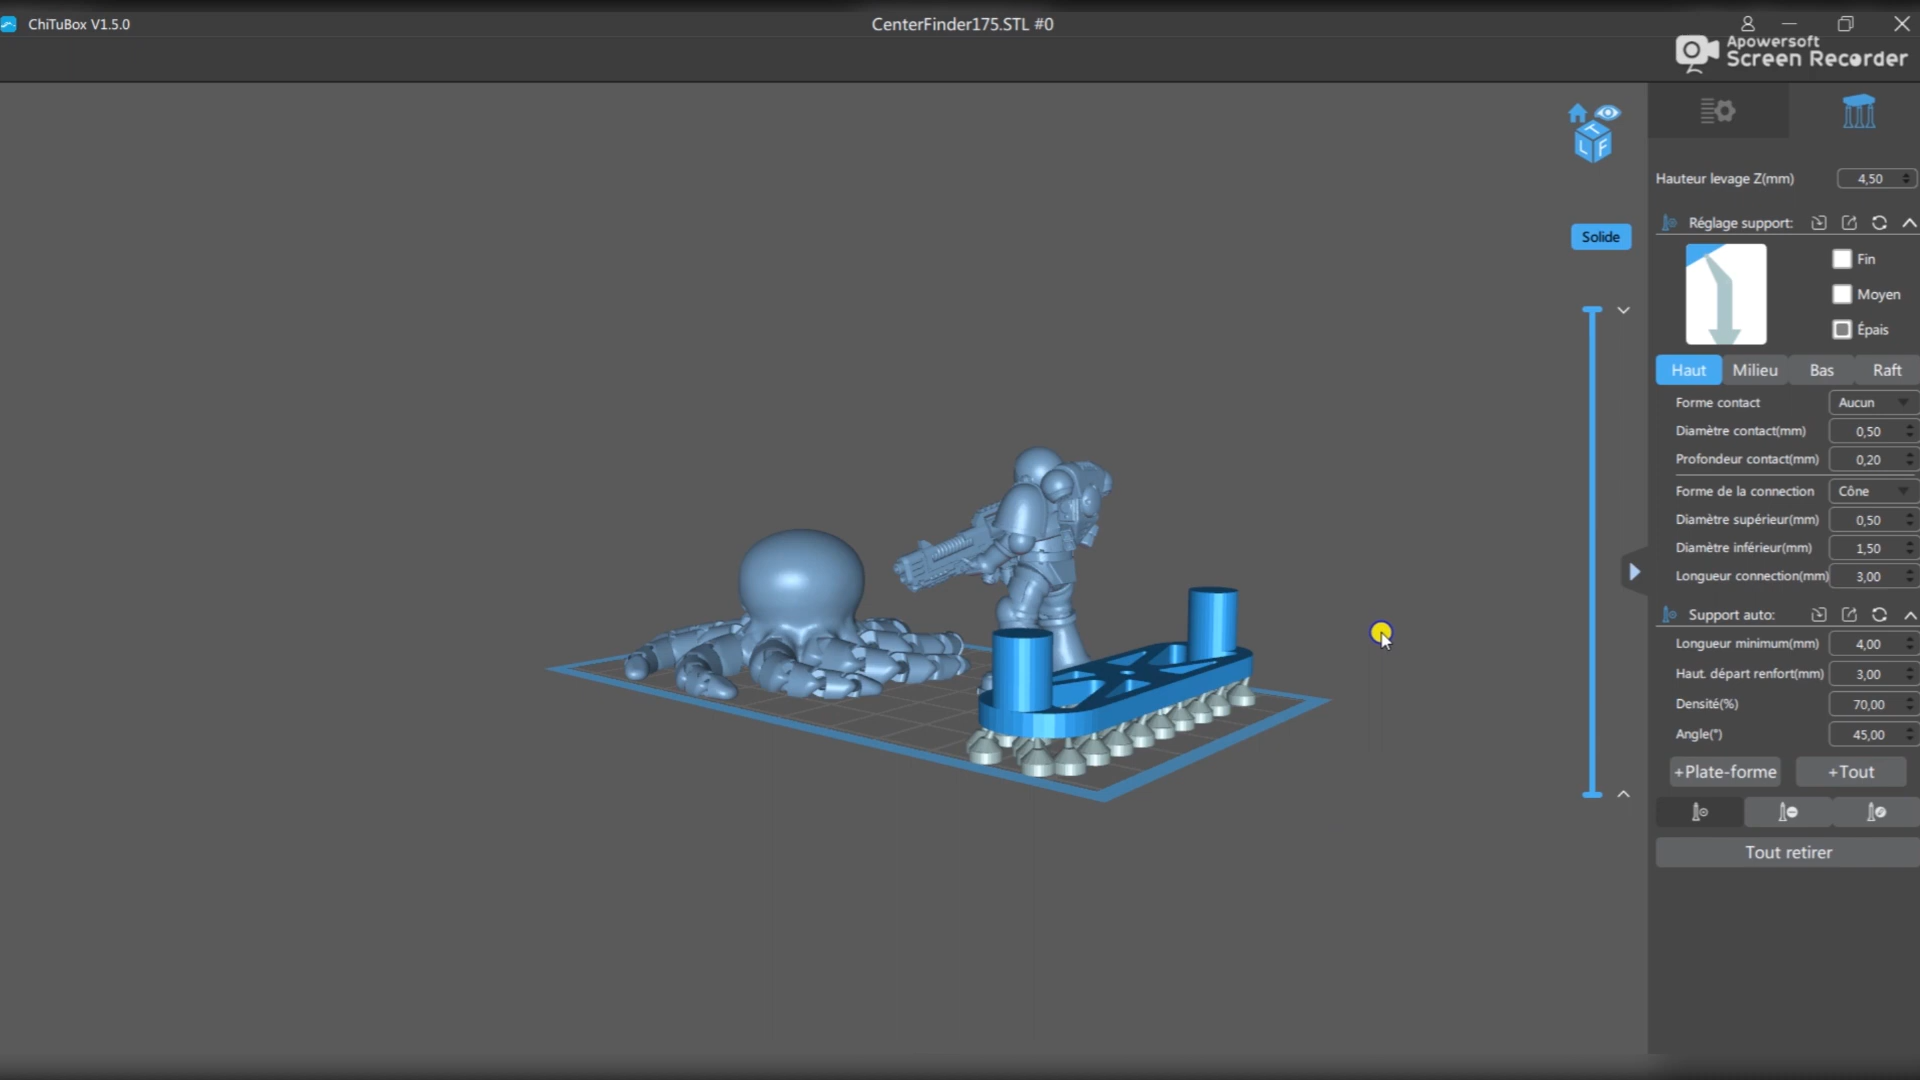 ChiTuBox V1.5.0
CenterFinder175.STL #0
Apowersoft
Screen Recorder
T
L F
Hauteur levage Z(mm) 4,50
Réglage support:
Solide
Fin
Moyen
Épais
Haut Milieu Bas Raft
Forme contact Aucun
Diamètre contact(mm) 0,50
Profondeur contact(mm) 0,20
Forme de la connection Cône
Diamètre supérieur(mm) 0,50
Diamètre inférieur(mm) 1,50
Longueur connection(mm) 3,00
Support auto:
Longueur minimum(mm) 4,00
Haut. départ renfort(mm) 3,00
Densité(%) 70,00
Angle(°) 45,00
+Plate-forme +Tout
Tout retirer